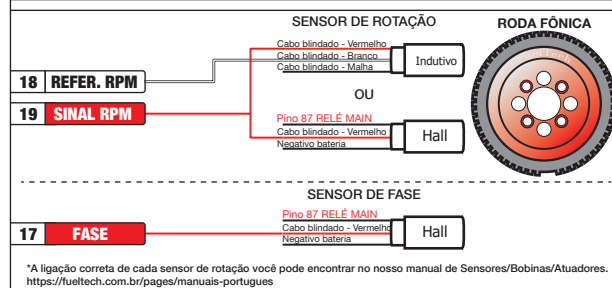 SENSOR DE ROTAÇÃO
RODA FÔNICA
Cabo blindado - Vermelho
Cabo blindado - Branco
Cabo blindado - Malha
Indutivo
18 REFER. RPM
OU
19 SINAL RPM
Pino 87 RELÉ MAIN
Cabo blindado - Vermelho
Negativo bateria
Hall
SENSOR DE FASE
Pino 87 RELÉ MAIN
Cabo blindado - Vermelho
Negativo bateria
Hall
17 FASE
*A ligação correta de cada sensor de rotação você pode encontrar no nosso manual de Sensores/Bobinas/Atuadores.
https://fueltech.com.br/pages/manuais-portugues